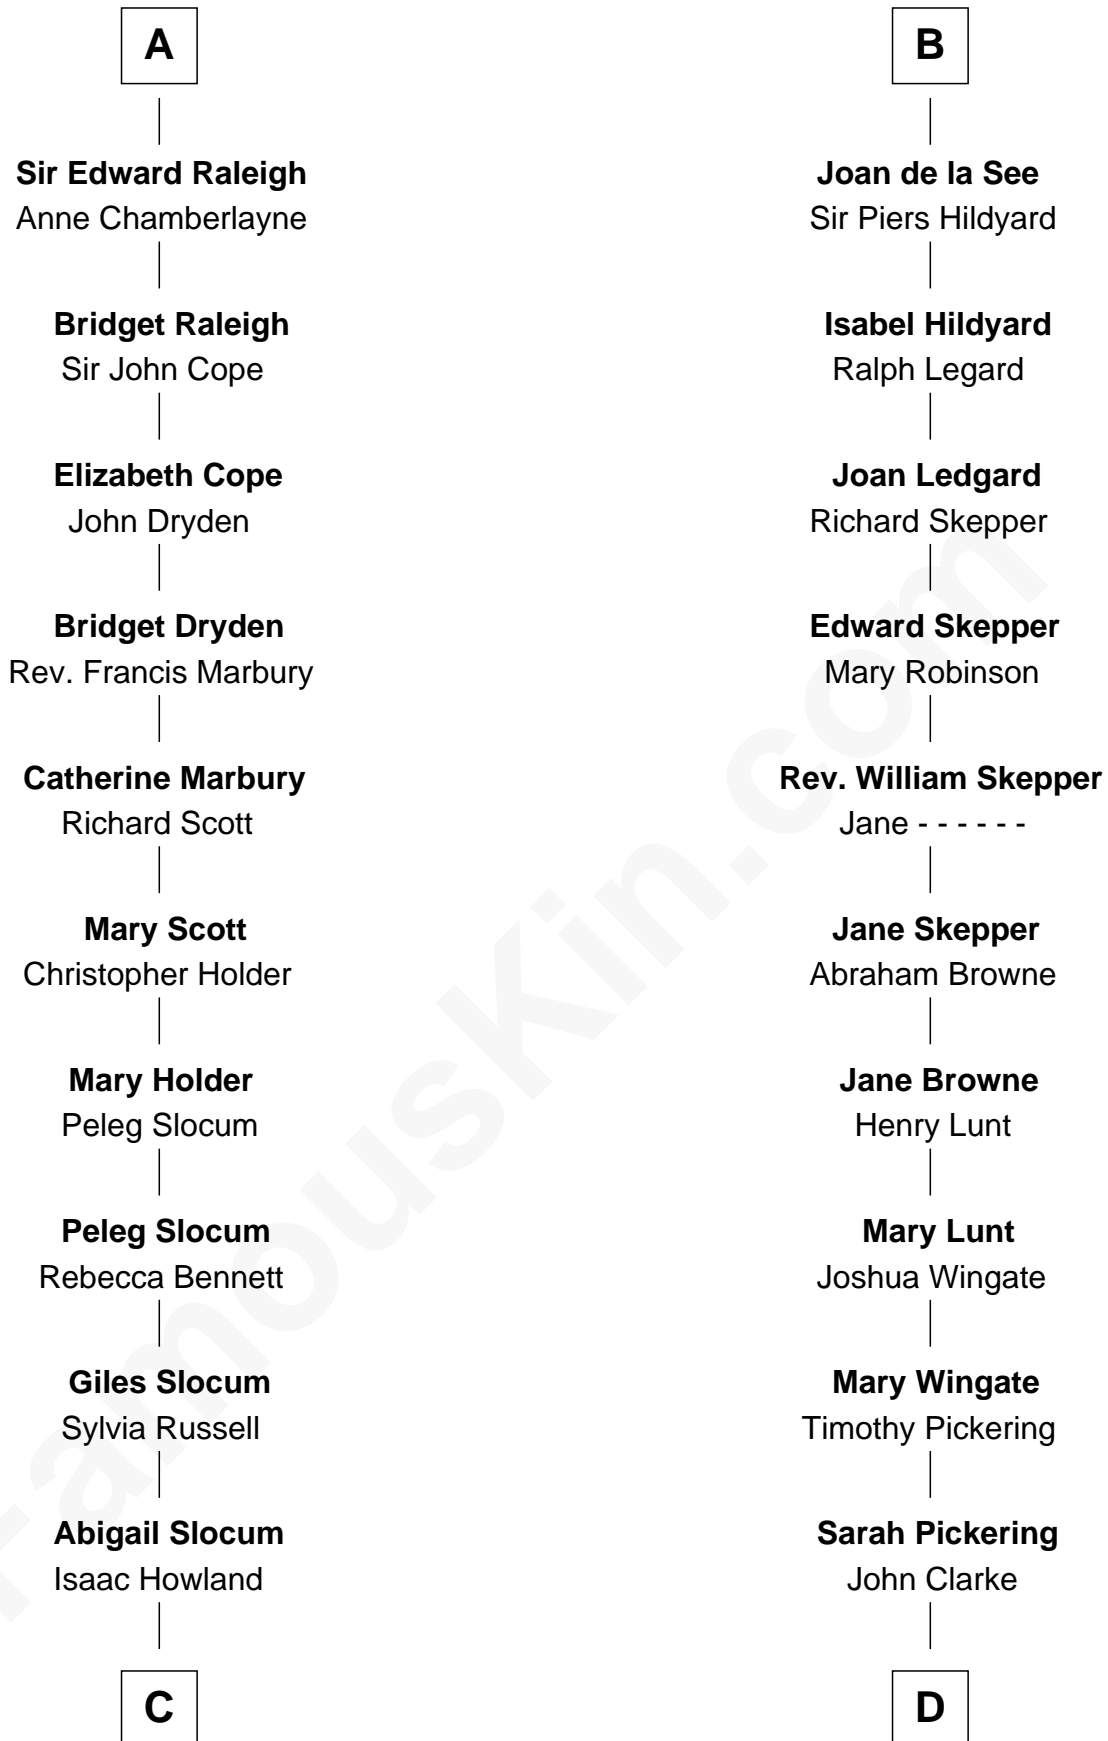 A
Sir Edward Raleigh
Anne Chamberlayne
Bridget Raleigh
Sir John Cope
Elizabeth Cope
John Dryden
Bridget Dryden
Rev. Francis Marbury
Catherine Marbury
Richard Scott
Mary Scott
Christopher Holder
Mary Holder
Peleg Slocum
Peleg Slocum
Rebecca Bennett
Giles Slocum
Sylvia Russell
Abigail Slocum
Isaac Howland
C
B
Joan de la See
Sir Piers Hildyard
Isabel Hildyard
Ralph Legard
Joan Ledgard
Richard Skepper
Edward Skepper
Mary Robinson
Rev. William Skepper
Jane - - - - - -
Jane Skepper
Abraham Browne
Jane Browne
Henry Lunt
Mary Lunt
Joshua Wingate
Mary Wingate
Timothy Pickering
Sarah Pickering
John Clarke
D
FamousKin.com